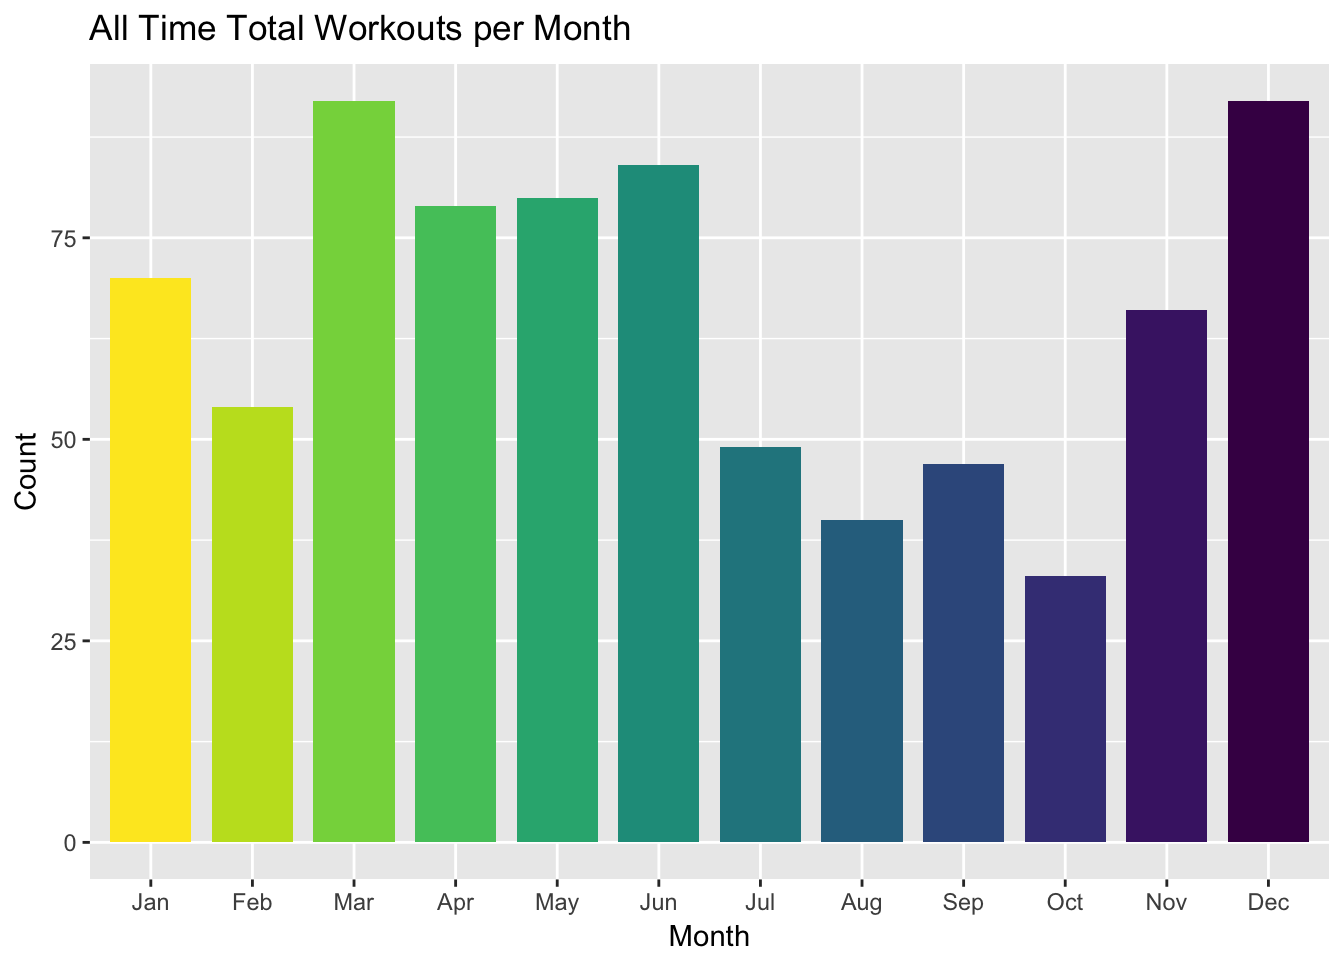 All Time Total Workouts per Month
Count
75
50
25
0
Jan Feb Mar Apr May Jun Jul Aug Sep Oct Nov Dec
Month